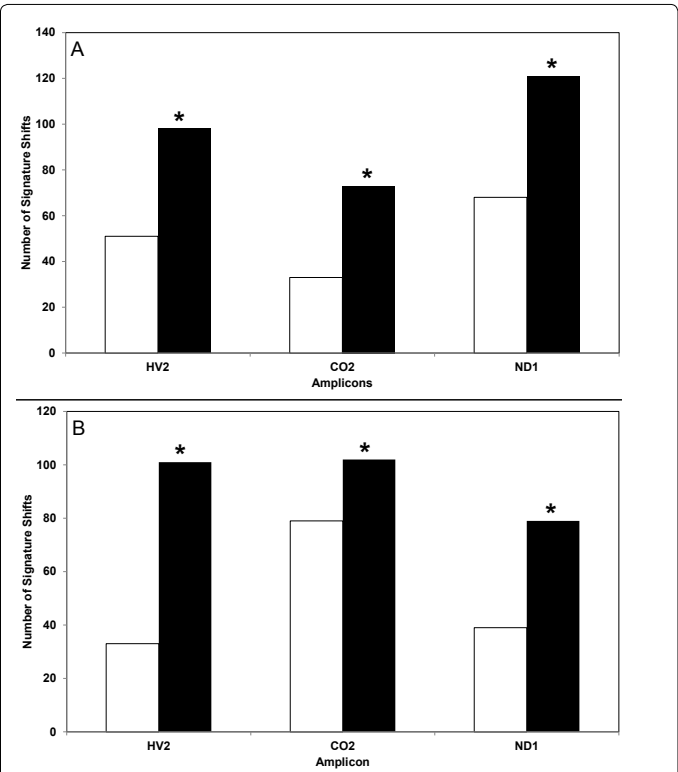 A
140
120
100
80
60
40
20
0
Number of Signature Shifts
* * *
HV2 CO2 ND1
Amplicons
B
120
100
80
60
40
20
0
Number of Signature Shifts
* * *
HV2 CO2 ND1
Amplicon